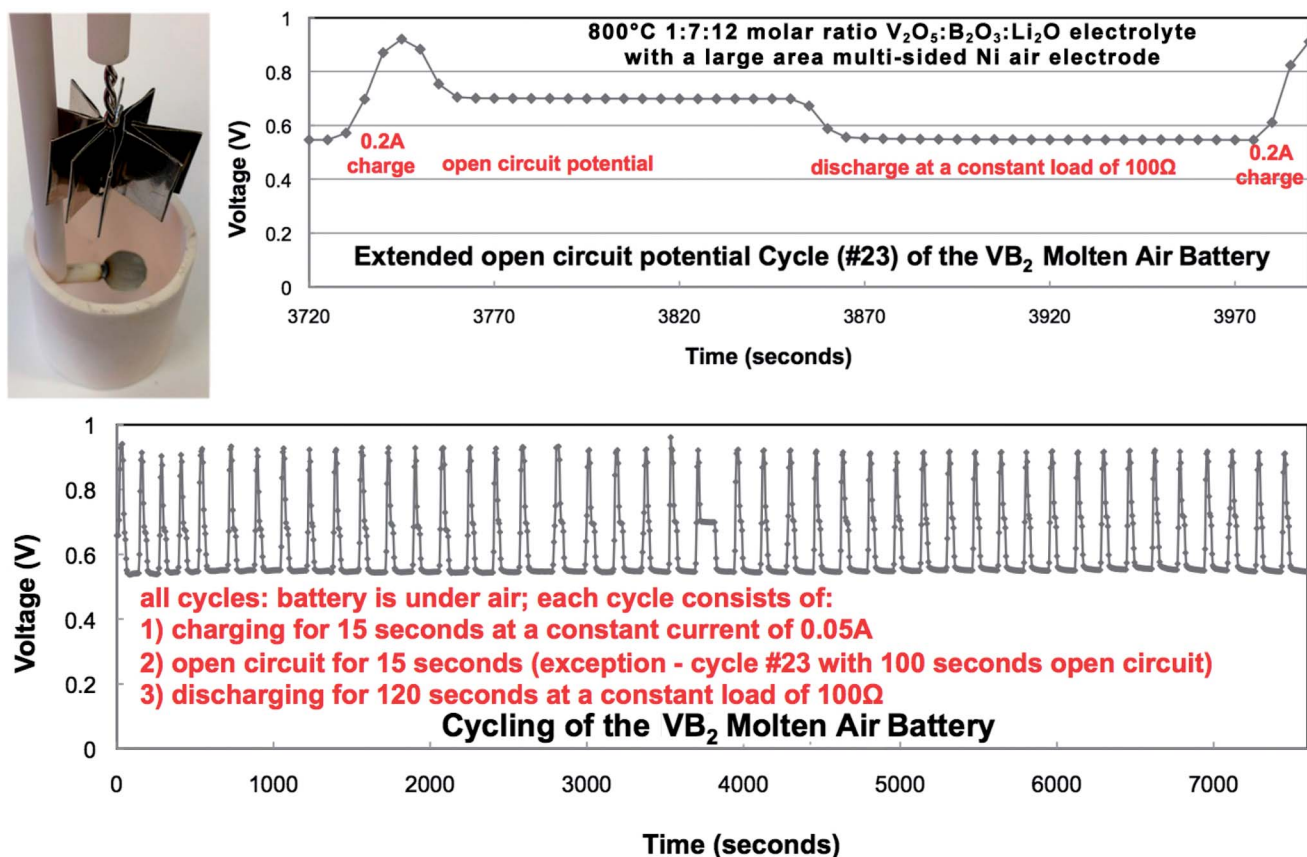 1
0.8
0.6
0.4
0.2
0
Voltage (V)
800°C 1:7:12 molar ratio V₂O₅:B₂O₃:Li₂O electrolyte
with a large area multi-sided Ni air electrode
0.2A
charge
open circuit potential
discharge at a constant load of 100Ω
0.2A
charge
Extended open circuit potential Cycle (#23) of the VB₂ Molten Air Battery
3720 3770 3820 3870 3920 3970
Time (seconds)
1
0.8
0.6
0.4
0.2
0
Voltage (V)
all cycles: battery is under air; each cycle consists of:
1) charging for 15 seconds at a constant current of 0.05A
2) open circuit for 15 seconds (exception - cycle #23 with 100 seconds open circuit)
3) discharging for 120 seconds at a constant load of 100Ω
Cycling of the VB₂ Molten Air Battery
0 1000 2000 3000 4000 5000 6000 7000
Time (seconds)